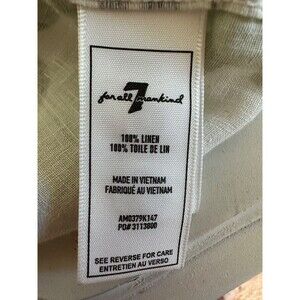 7
for all mankind
100% LINEN
100% TOILE DE LIN
MADE IN VIETNAM
FABRIQUÉ AU VIETNAM
AM0379K147
PO# 3113800
SEE REVERSE FOR CARE
ENTRETIEN AU VERSO